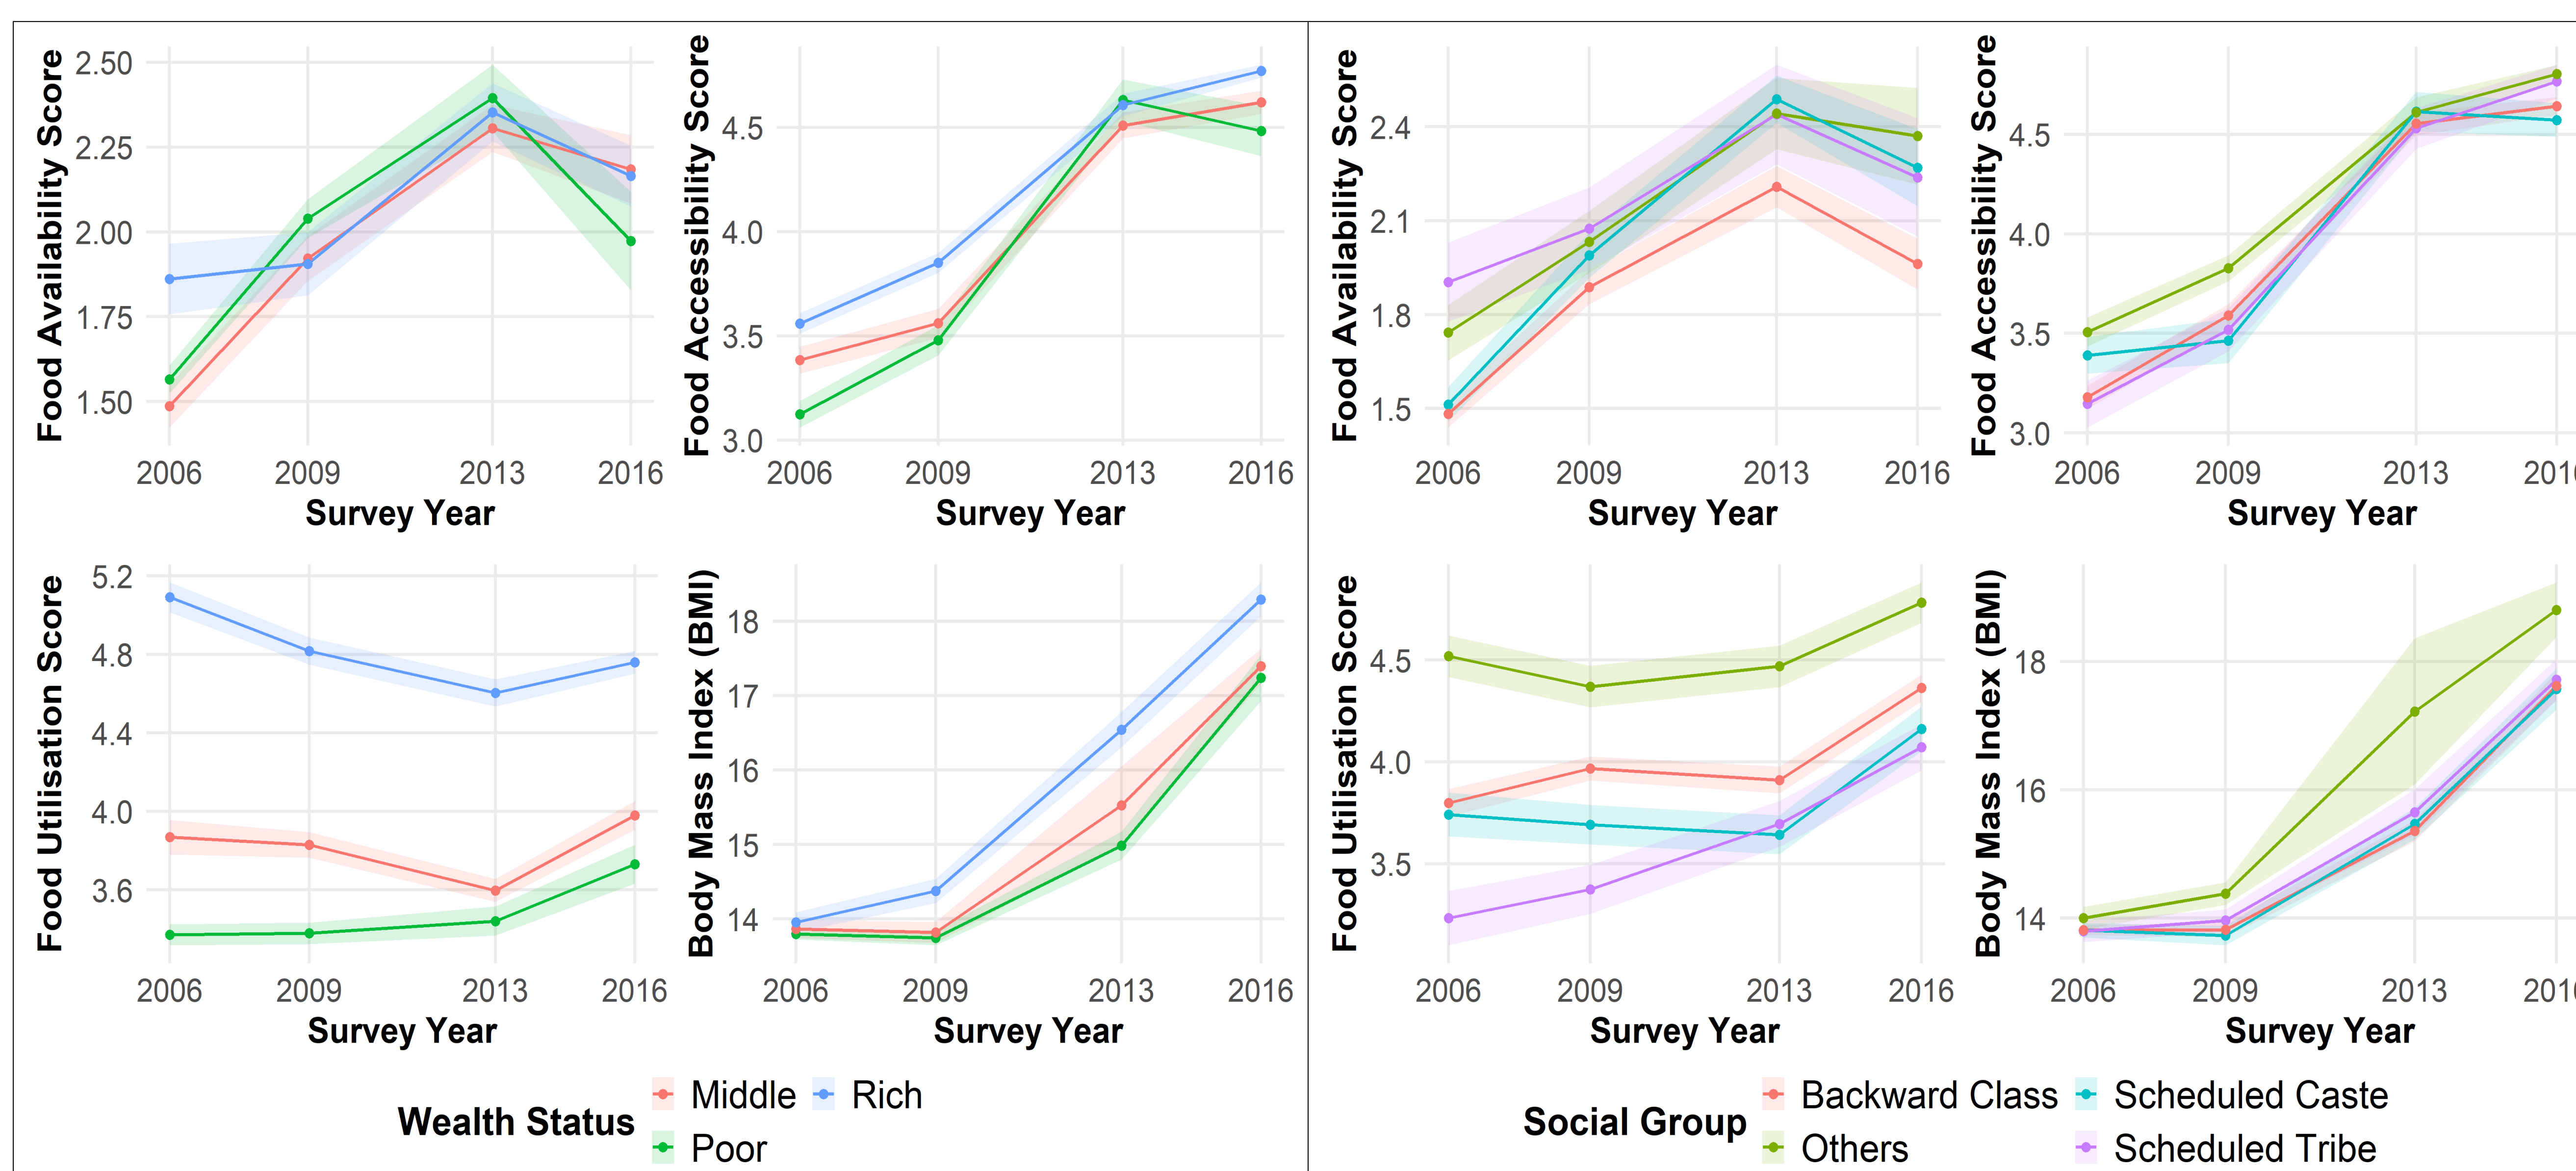 Food Availability Score
2.50
2.25
2.00
1.75
1.50
2006 2009 2013 2016
Survey Year
Food Accessibility Score
4.5
4.0
3.5
3.0
2006 2009 2013 2016
Survey Year
Food Utilisation Score
5.2
4.8
4.4
4.0
3.6
2006 2009 2013 2016
Survey Year
Body Mass Index (BMI)
18
17
16
15
14
2006 2009 2013 2016
Survey Year
Wealth Status
Middle Rich
Poor
Food Availability Score
2.4
2.1
1.8
1.5
2006 2009 2013 2016
Survey Year
Food Accessibility Score
4.5
4.0
3.5
3.0
2006 2009 2013
Survey Year
Food Utilisation Score
4.5
4.0
3.5
2006 2009 2013 2016
Survey Year
Body Mass Index (BMI)
18
16
14
2006 2009 2013
Survey Year
Social Group
Backward Class Scheduled Caste
Others Scheduled Tribe